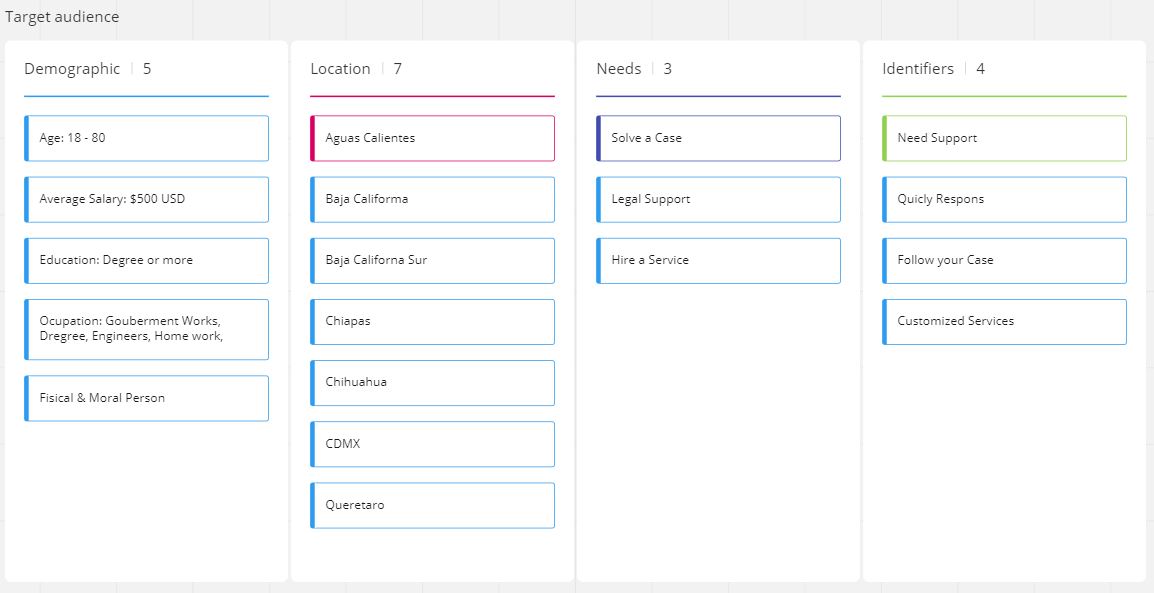 Target audience
Demographic 5
Age: 18 - 80
Average Salary: $500 USD
Education: Degree or more
Ocupation: Gouberment Works,
Dregree, Engineers, Home work,
Fisical & Moral Person
Location 7
Aguas Calientes
Baja Califorma
Baja Californa Sur
Chiapas
Chihuahua
CDMX
Queretaro
Needs 3
Solve a Case
Legal Support
Hire a Service
Identifiers 4
Need Support
Quicly Respons
Follow your Case
Customized Services